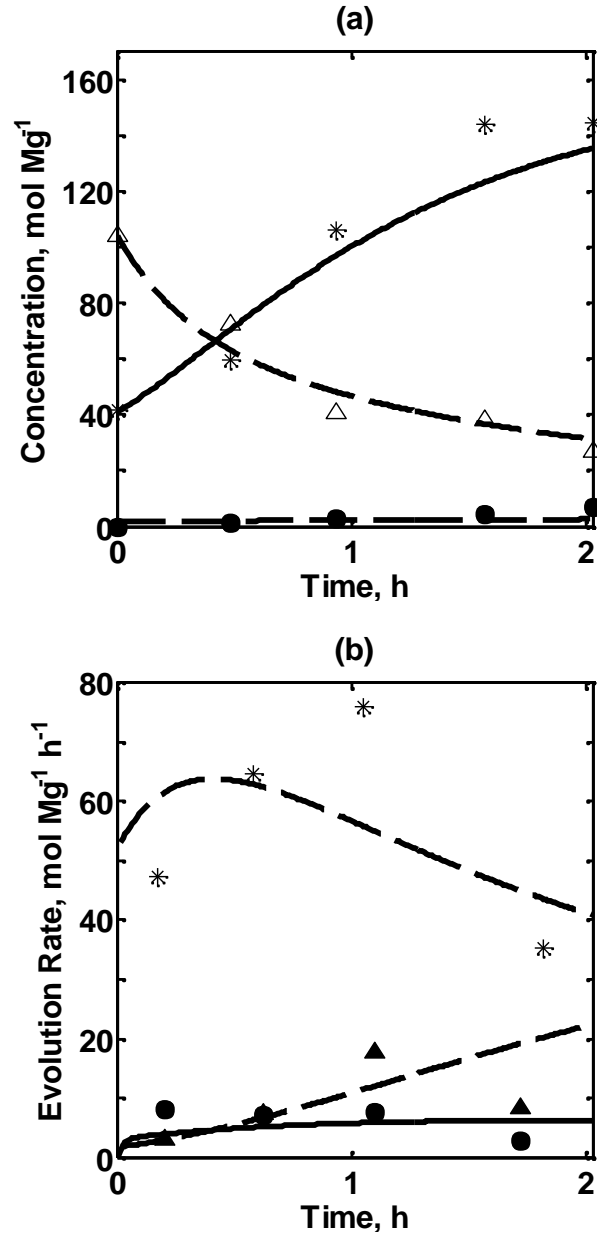 (a)
160
120
80
40
0
0 1 2
Concentration, mol Mg⁻¹
Time, h
(b)
80
60
40
20
0
0 1 2
Evolution Rate, mol Mg⁻¹ h⁻¹
Time, h